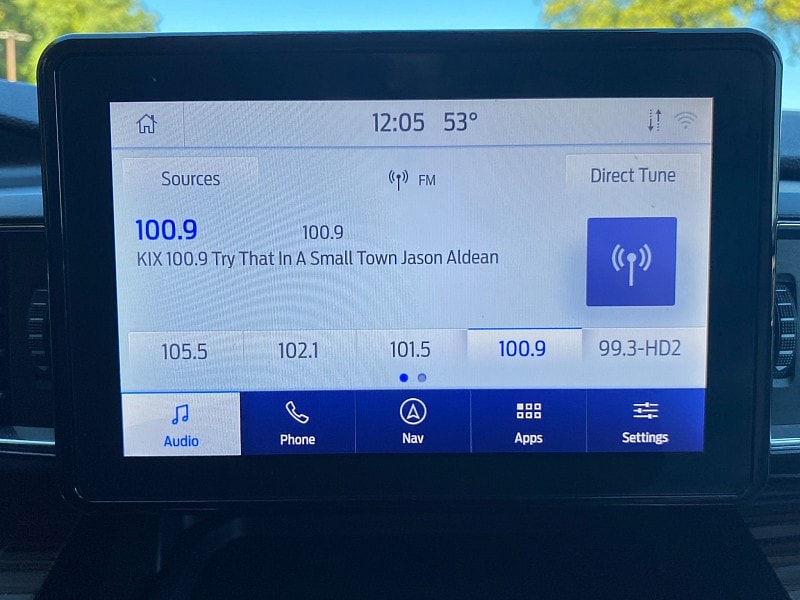 12:05 53°
Sources FM Direct Tune
100.9 100.9
KIX 100.9 Try That In A Small Town Jason Aldean
105.5 102.1 101.5 100.9 99.3-HD2
Audio Phone Nav Apps Settings